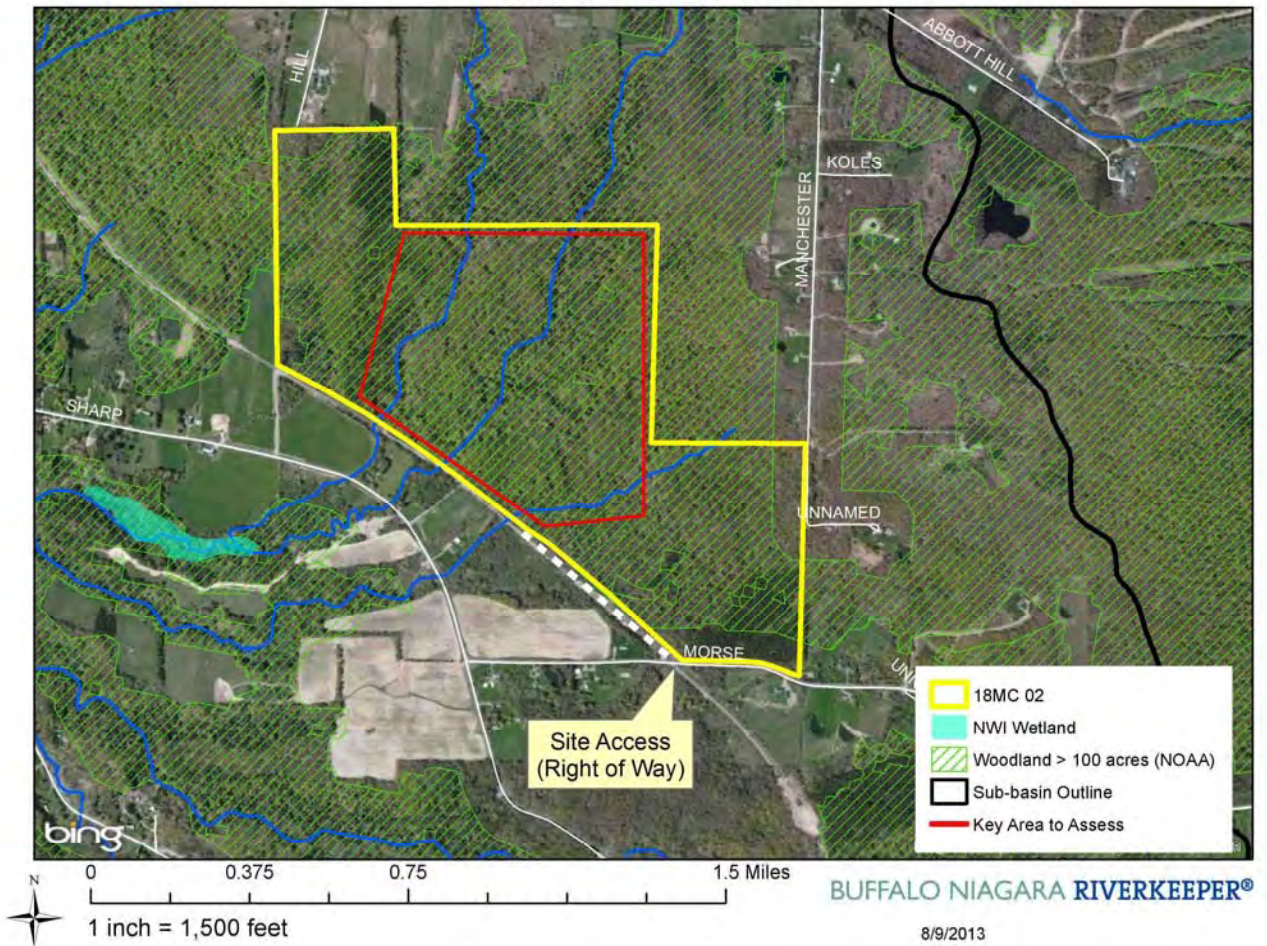 HILL
ABBOTT HILL
KOLES
MANCHESTER
SHARP
UNNAMED
MORSE
Site Access
(Right of Way)
18MC 02
NWI Wetland
Woodland > 100 acres (NOAA)
Sub-basin Outline
Key Area to Assess
bing™
0 0.375 0.75 1.5 Miles
N
1 inch = 1,500 feet
BUFFALO NIAGARA RIVERKEEPER®
8/9/2013